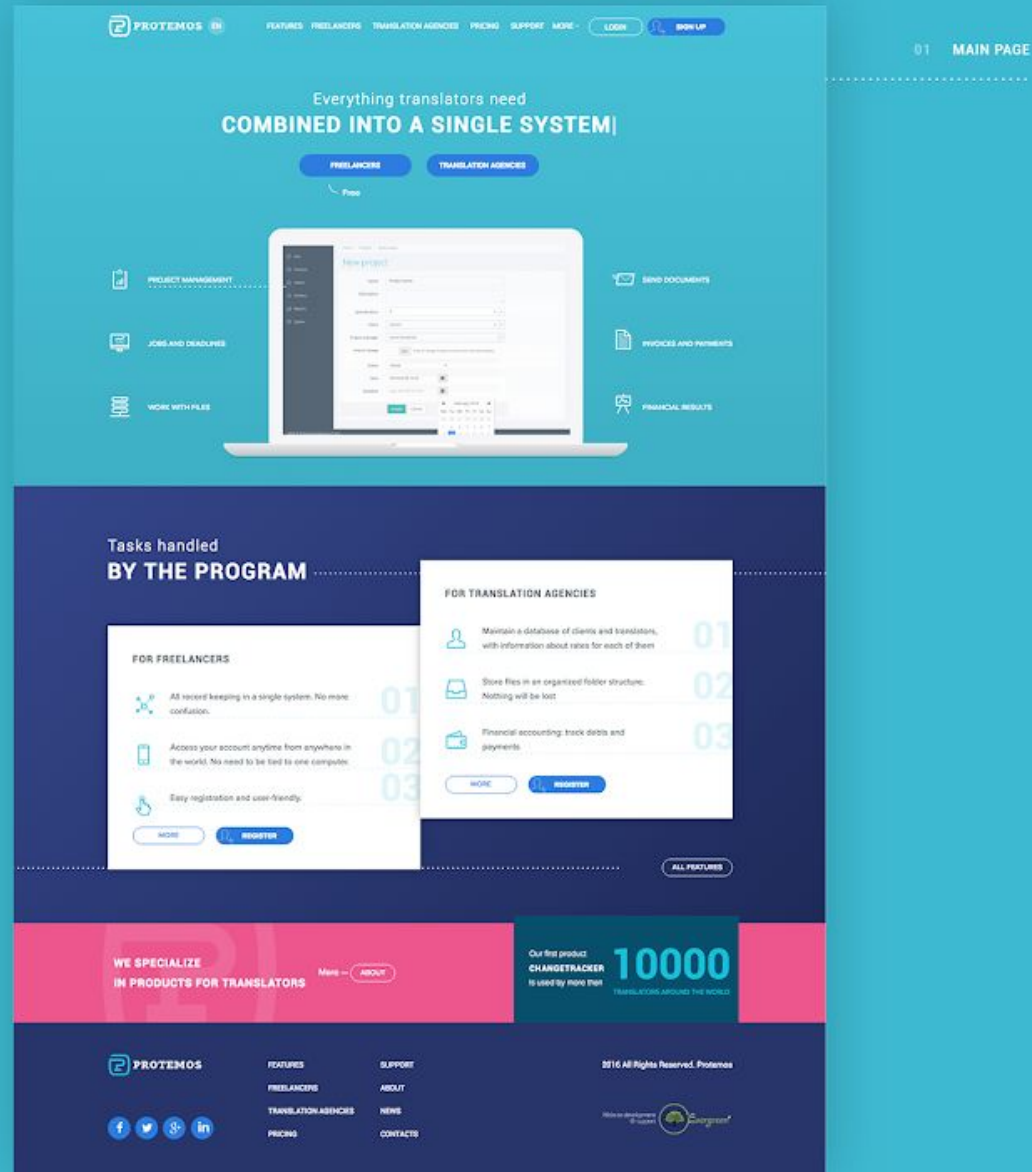 PROTEMOS EN
FEATURES FREELANCERS TRANSLATION AGENCIES PRICING SUPPORT MORE LOGIN SIGN UP
01 MAIN PAGE
Everything translators need
COMBINED INTO A SINGLE SYSTEM|
FREELANCERS TRANSLATION AGENCIES
Free
New project
PROJECT MANAGEMENT
JOBS AND DEADLINES
WORK WITH FILES
SEND DOCUMENTS
INVOICES AND PAYMENTS
FINANCIAL RESULTS
Tasks handled
BY THE PROGRAM
FOR FREELANCERS
All record keeping in a single system. No more
confusion.
01
Access your account anytime from anywhere in
the world. No need to be tied to one computer.
02
Easy registration and user-friendly.
03
MORE REGISTER
FOR TRANSLATION AGENCIES
Maintain a database of clients and translators,
with information about rates for each of them
01
Store files in an organized folder structure.
Nothing will be lost
02
Financial accounting: track debts and
payments
03
MORE REGISTER
ALL FEATURES
WE SPECIALIZE
IN PRODUCTS FOR TRANSLATORS
More — ABOUT
Our first product
CHANGETRACKER
is used by more then
10000
TRANSLATORS AROUND THE WORLD
PROTEMOS
FEATURES
FREELANCERS
TRANSLATION AGENCIES
PRICING
SUPPORT
ABOUT
NEWS
CONTACTS
2016 All Rights Reserved. Protemos
Evergreen